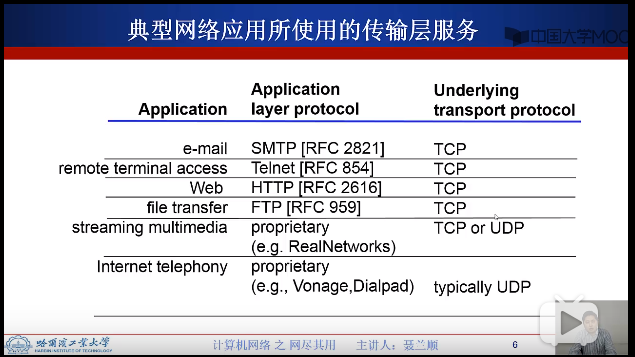 典型网络应用所使用的传输层服务
中国大学MOOC
Application
Application layer protocol
Underlying transport protocol
e-mail SMTP [RFC 2821] TCP
remote terminal access Telnet [RFC 854] TCP
Web HTTP [RFC 2616] TCP
file transfer FTP [RFC 959] TCP
streaming multimedia proprietary TCP or UDP
(e.g. RealNetworks)
Internet telephony proprietary
(e.g., Vonage,Dialpad) typically UDP
哈尔滨工业大学
HARBIN INSTITUTE OF TECHNOLOGY
计算机网络 之 网尽其用 主讲人：聂兰顺 6